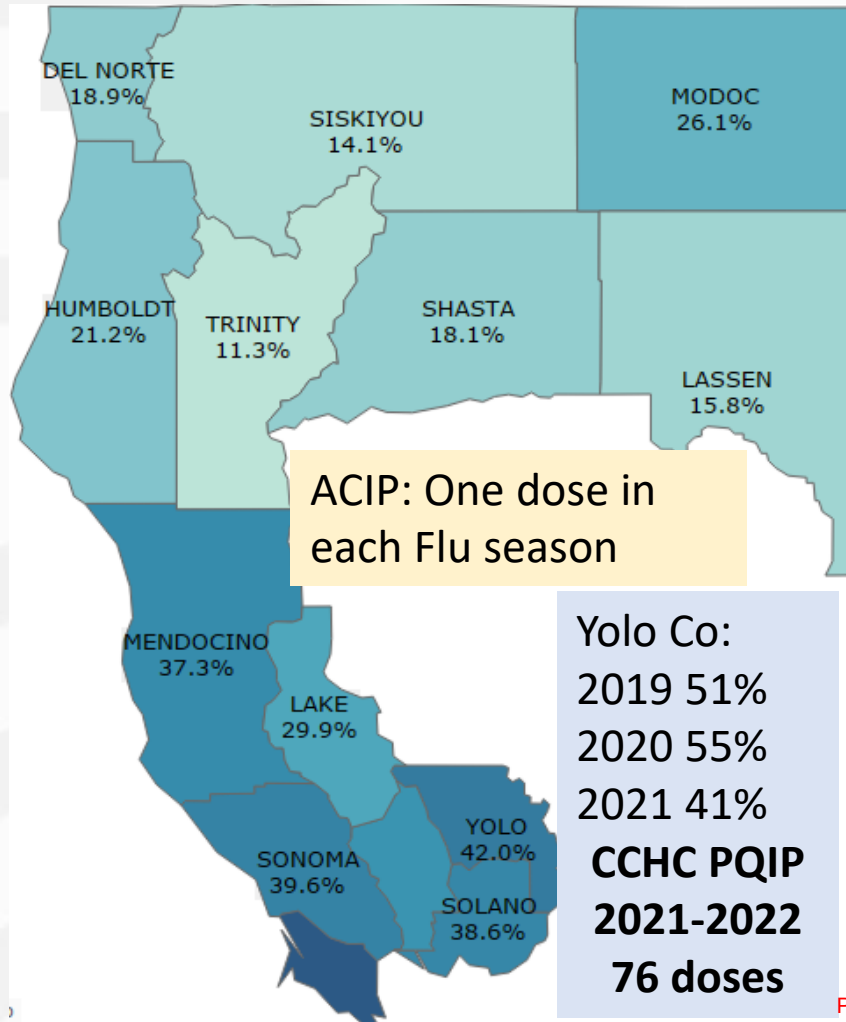 DEL NORTE
18.9%
SISKIYOU
14.1%
MODOC
26.1%
HUMBOLDT
21.2%
TRINITY
11.3%
SHASTA
18.1%
LASSEN
15.8%
ACIP: One dose in
each Flu season
MENDOCINO
37.3%
LAKE
29.9%
Yolo Co:
2019 51%
2020 55%
2021 41%
CCHC PQIP
2021-2022
76 doses
YOLO
42.0%
SONOMA
39.6%
SOLANO
38.6%
F